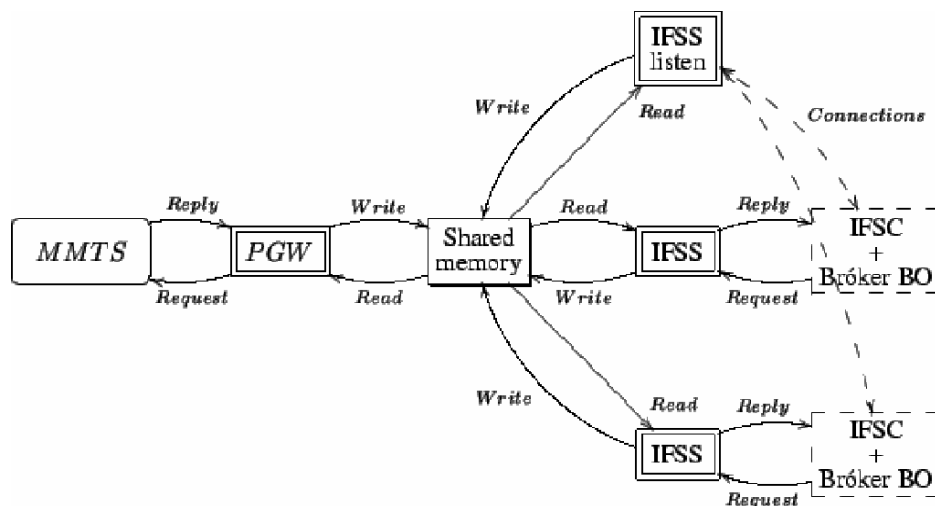 IFSS
listen
Write
Read
Connections
Reply
Write
Read
Reply
MMTS
PGW
Shared
memory
IFSS
IFSC
+
Bróker BO
Request
Read
Write
Request
Write
Read
Reply
IFSS
IFSC
+
Bróker BO
Request